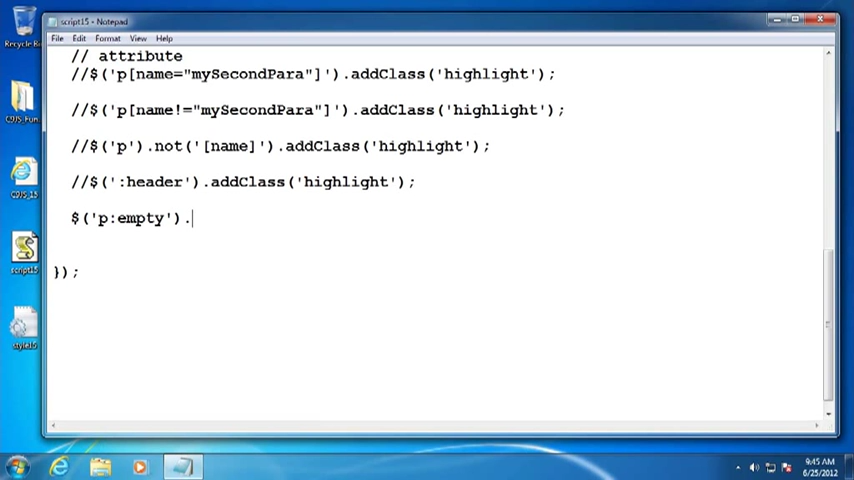 script15 - Notepad
File Edit Format View Help
// attribute
//$('p[name="mySecondPara"]').addClass('highlight');
//$('p[name!="mySecondPara"]').addClass('highlight');
//$('p').not('[name]').addClass('highlight');
//$(':header').addClass('highlight');
$('p:empty').
});
Recycle Bi
CDJS_Fun.
CDJS_15
script15
style15
9:45 AM
6/25/2012